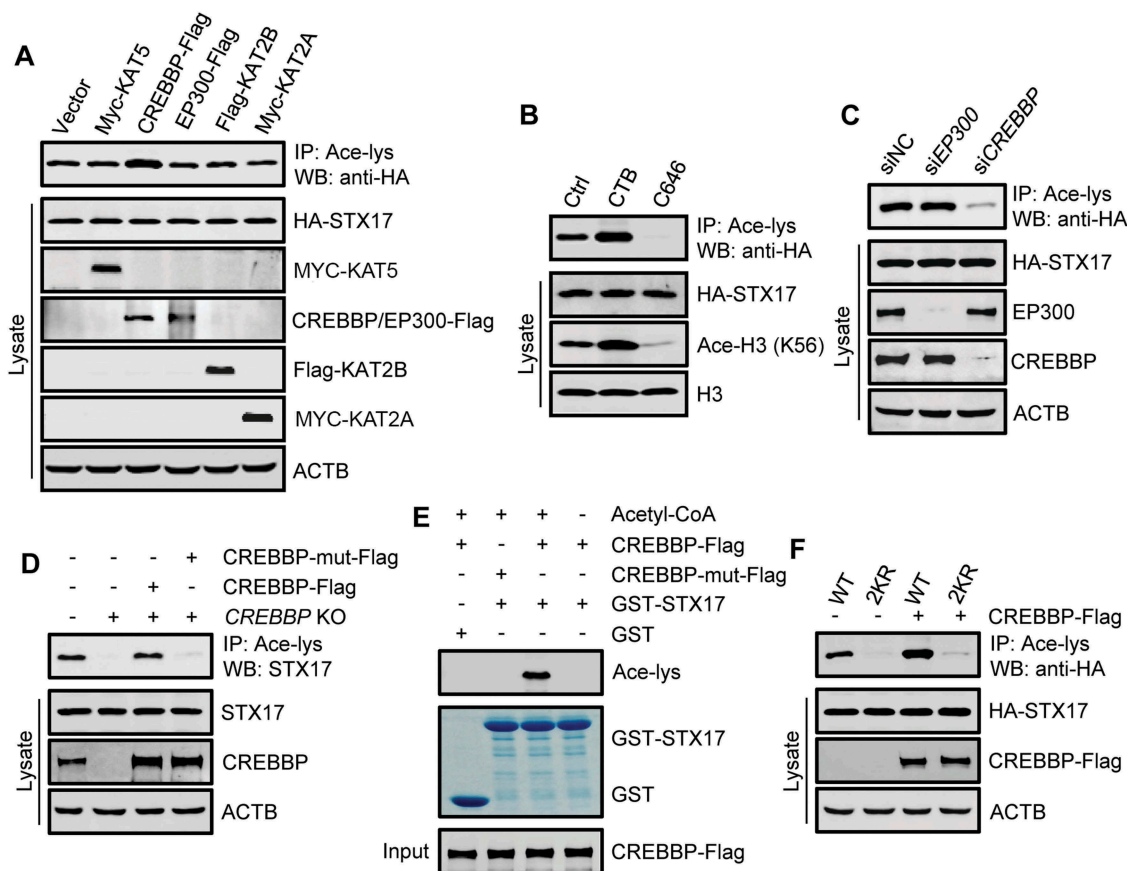 A
Vector
Myc-KAT5
CREBBP-Flag
EP300-Flag
Flag-KAT2B
Myc-KAT2A
IP: Ace-lys
WB: anti-HA
HA-STX17
MYC-KAT5
CREBBP/EP300-Flag
Flag-KAT2B
MYC-KAT2A
ACTB
Lysate
B
Ctrl
CTB
C646
IP: Ace-lys
WB: anti-HA
HA-STX17
Ace-H3 (K56)
H3
Lysate
C
siNC
siEP300
siCREBBP
IP: Ace-lys
WB: anti-HA
HA-STX17
EP300
CREBBP
ACTB
Lysate
D
- - - + CREBBP-mut-Flag
- - + - CREBBP-Flag
- + + + CREBBP KO
IP: Ace-lys
WB: STX17
STX17
CREBBP
ACTB
Lysate
E
+ + + - Acetyl-CoA
+ - + + CREBBP-Flag
- + - - CREBBP-mut-Flag
- + + + GST-STX17
+ - - - GST
Ace-lys
GST-STX17
GST
Input CREBBP-Flag
F
WT
2KR
WT
2KR
- - + + CREBBP-Flag
IP: Ace-lys
WB: anti-HA
HA-STX17
CREBBP-Flag
ACTB
Lysate